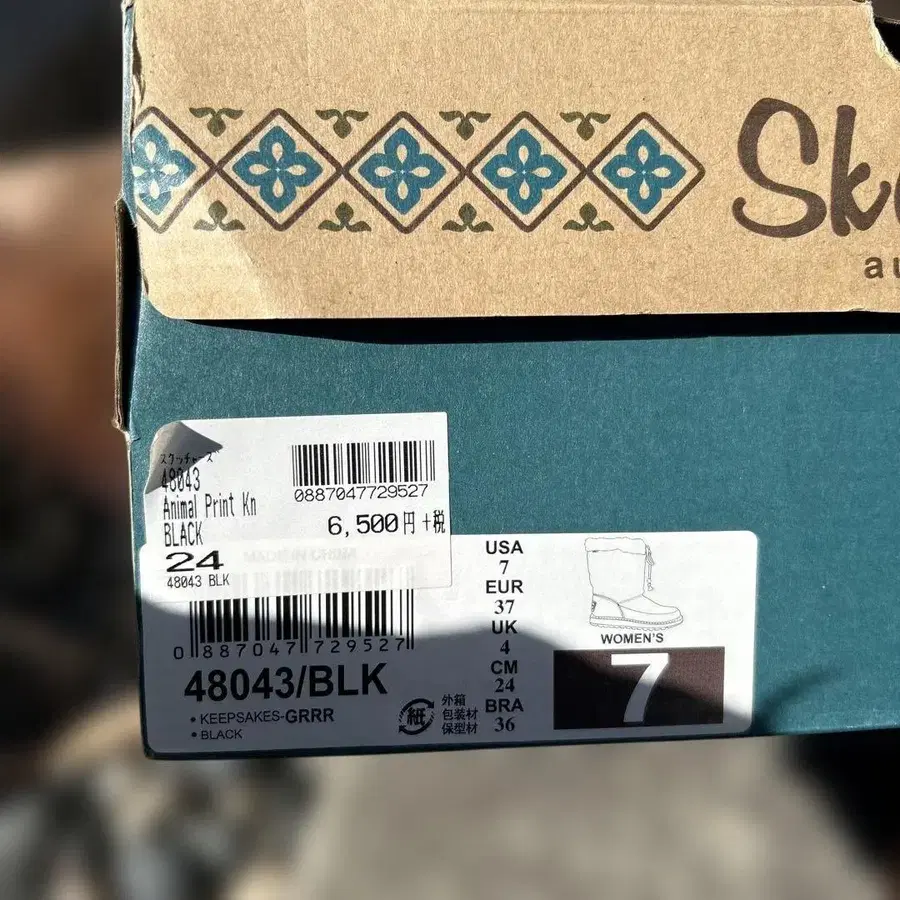 Sk
au
スケッチャーズ
48043
Animal Print Kn
BLACK
24
48043 BLK
0887047729527
6,500円+税
MADE IN CHINA
0 887047 729527
48043/BLK
• KEEPSAKES-GRRR
• BLACK
紙
外箱
包装材
保型材
USA
7
EUR
37
UK
4
CM
24
BRA
36
WOMEN'S
7